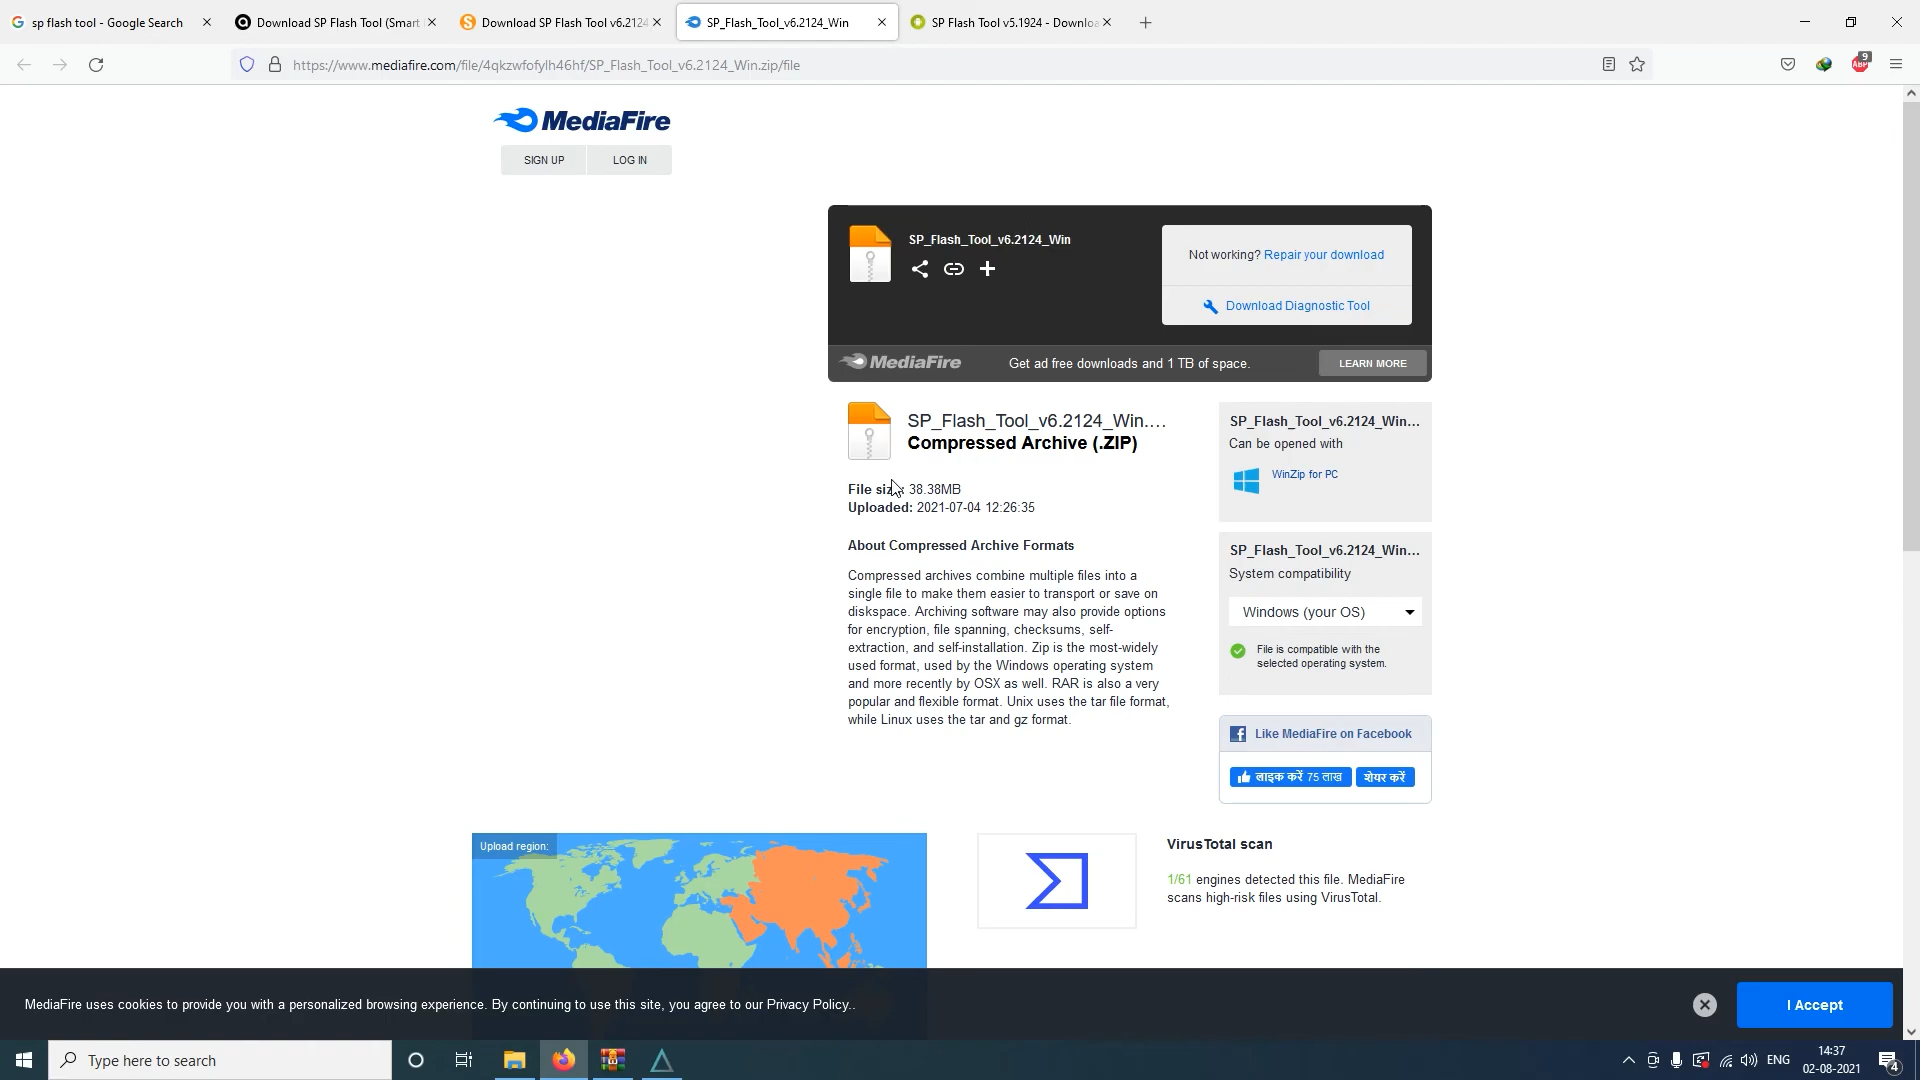 sp flash tool - Google Search
Download SP Flash Tool (Smart
Download SP Flash Tool v6.2124
SP_Flash_Tool_v6.2124_Win
SP Flash Tool v5.1924 - Downloa
https://www.mediafire.com/file/4qkzwfofylh46hf/SP_Flash_Tool_v6.2124_Win.zip/file
9
ABP
MediaFire
SIGN UP
LOG IN
SP_Flash_Tool_v6.2124_Win
Not working? Repair your download
Download Diagnostic Tool
MediaFire
Get ad free downloads and 1 TB of space.
LEARN MORE
SP_Flash_Tool_v6.2124_Win....
Compressed Archive (.ZIP)
File size: 38.38MB
Uploaded: 2021-07-04 12:26:35
About Compressed Archive Formats
Compressed archives combine multiple files into a
single file to make them easier to transport or save on
diskspace. Archiving software may also provide options
for encryption, file spanning, checksums, self-
extraction, and self-installation. Zip is the most-widely
used format, used by the Windows operating system
and more recently by OSX as well. RAR is also a very
popular and flexible format. Unix uses the tar file format,
while Linux uses the tar and gz format.
SP_Flash_Tool_v6.2124_Win...
Can be opened with
WinZip for PC
SP_Flash_Tool_v6.2124_Win...
System compatibility
Windows (your OS)
File is compatible with the
selected operating system.
Like MediaFire on Facebook
लाइक करें 75 लाख
शेयर करें
Upload region:
VirusTotal scan
1/61 engines detected this file. MediaFire
scans high-risk files using VirusTotal.
MediaFire uses cookies to provide you with a personalized browsing experience. By continuing to use this site, you agree to our Privacy Policy..
I Accept
Type here to search
ENG
14:37
02-08-2021
4